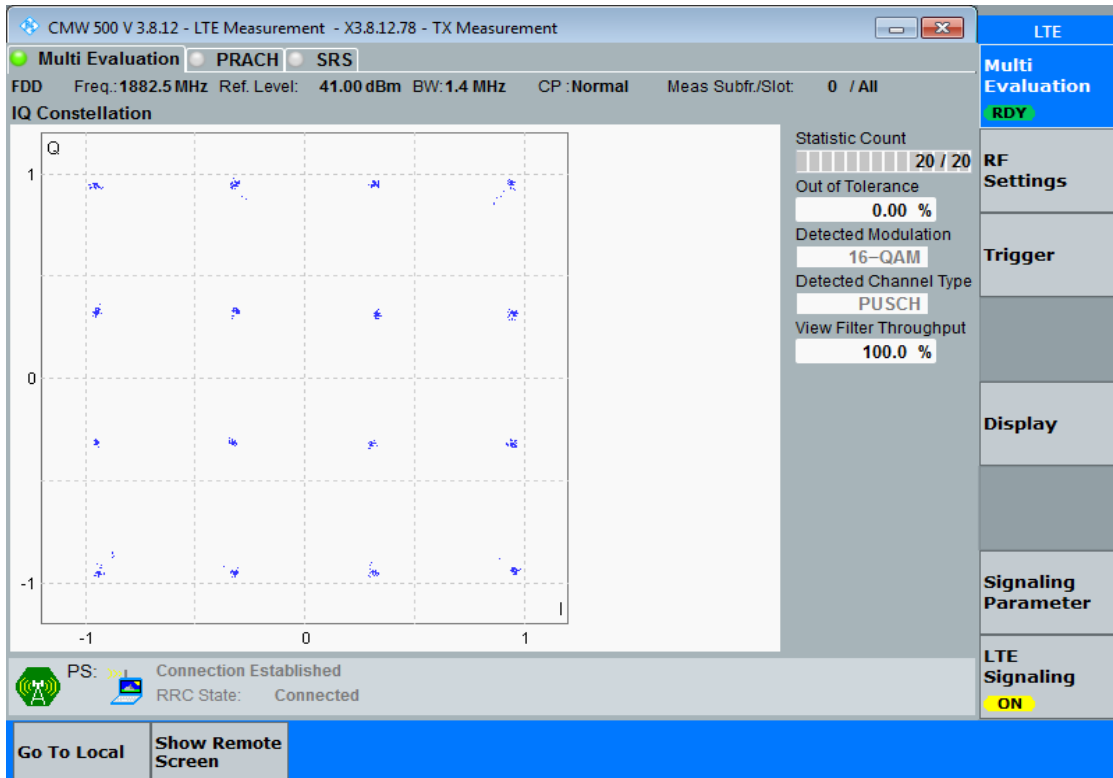 CMW 500 V 3.8.12 - LTE Measurement - X3.8.12.78 - TX Measurement
LTE
Multi Evaluation PRACH SRS
Multi
Evaluation
RDY
FDD Freq.:1882.5 MHz Ref. Level: 41.00 dBm BW:1.4 MHz CP :Normal Meas Subfr./Slot: 0 / All
IQ Constellation
Q
1
0
-1
-1 0 1
I
Statistic Count
20 / 20
Out of Tolerance
0.00 %
Detected Modulation
16-QAM
Detected Channel Type
PUSCH
View Filter Throughput
100.0 %
RF
Settings
Trigger
Display
Signaling
Parameter
LTE
Signaling
ON
PS: Connection Established
RRC State: Connected
Go To Local
Show Remote
Screen